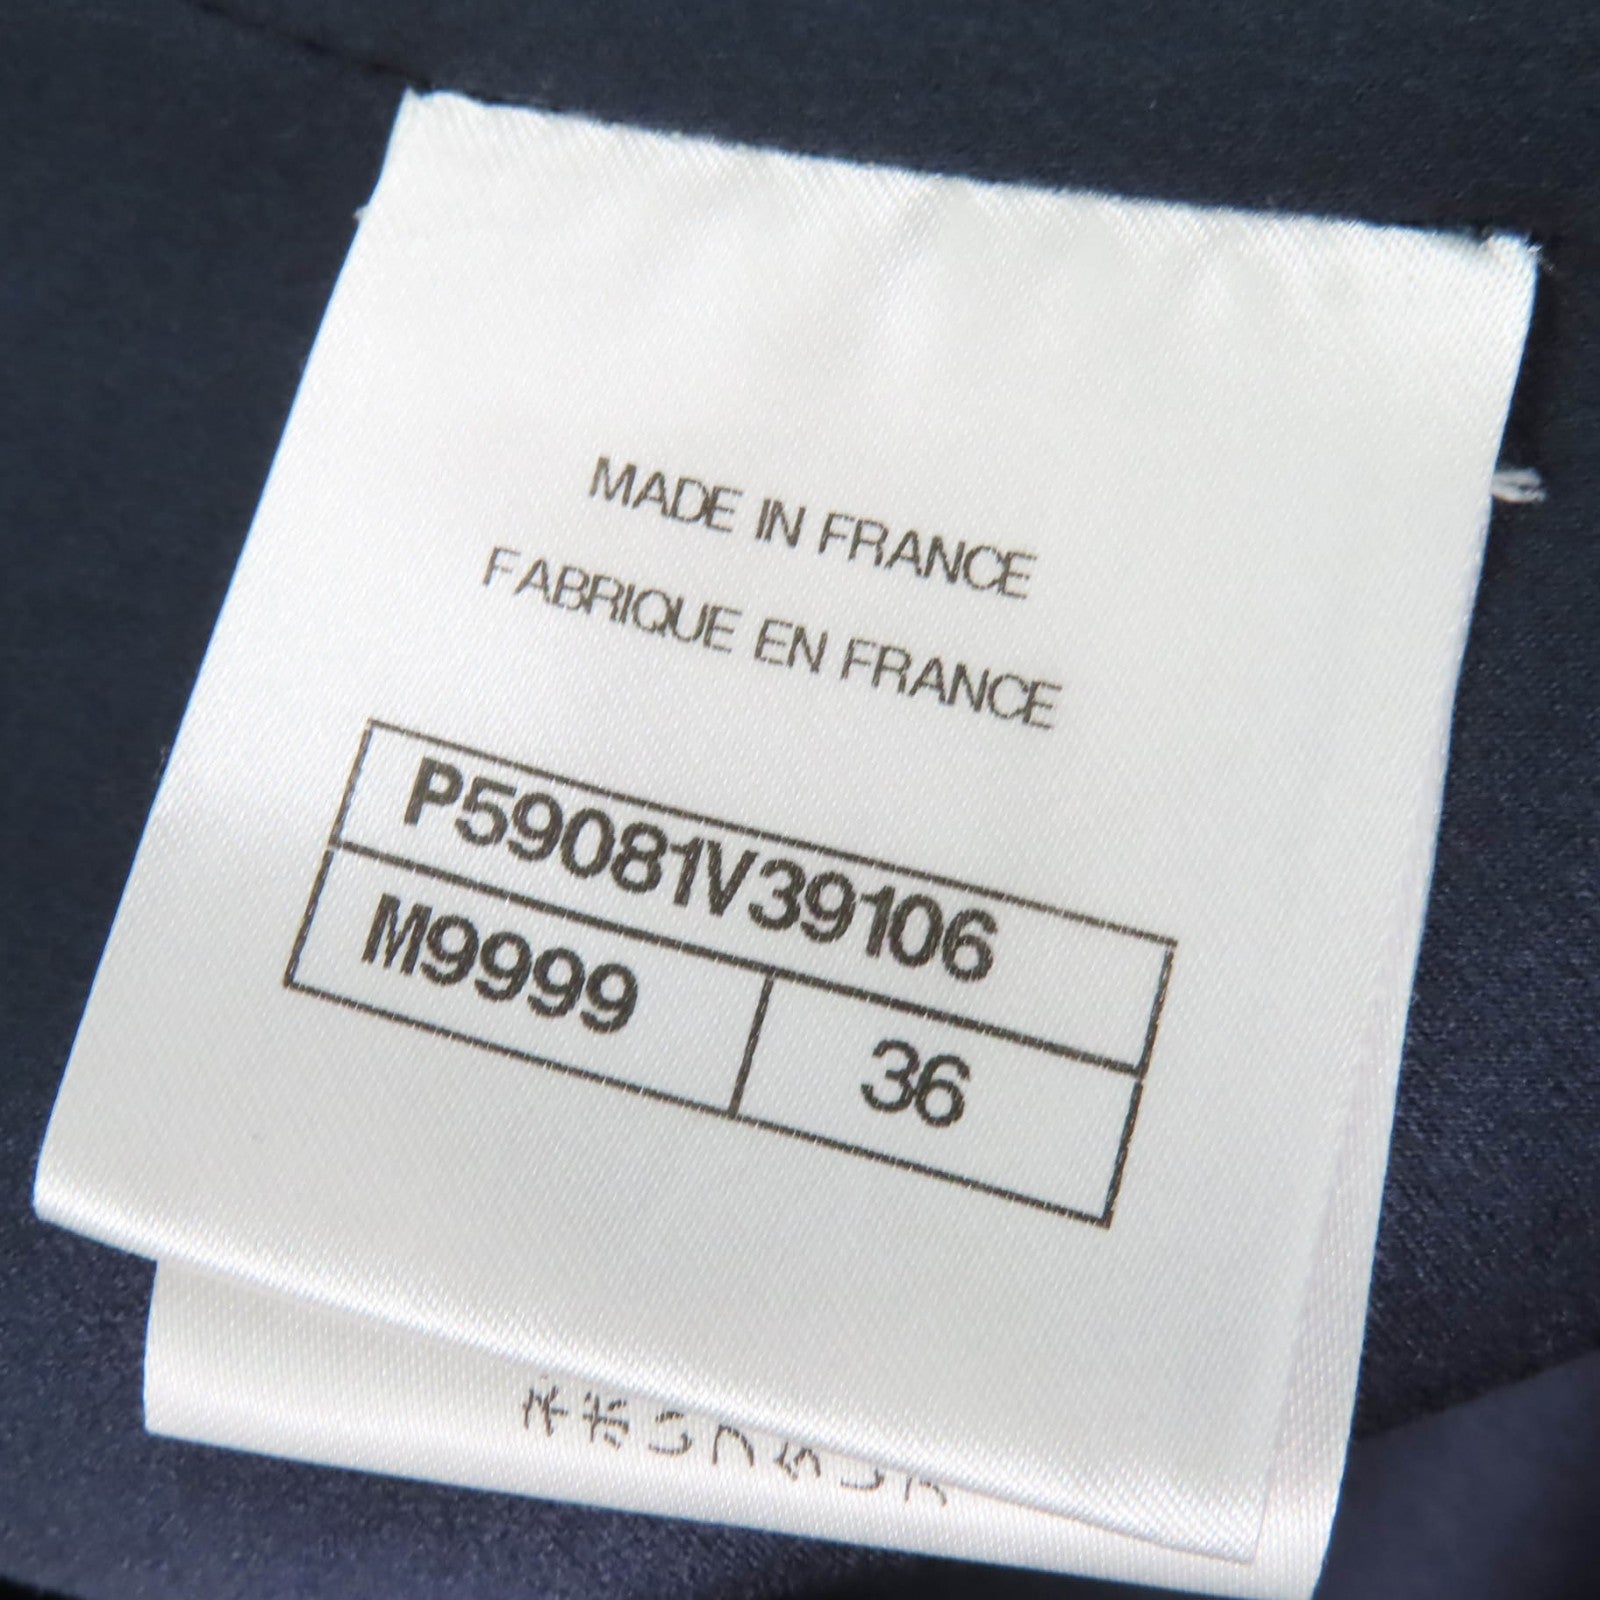 MADE IN FRANCE
FABRIQUE EN FRANCE
P59081V39106
M9999 36